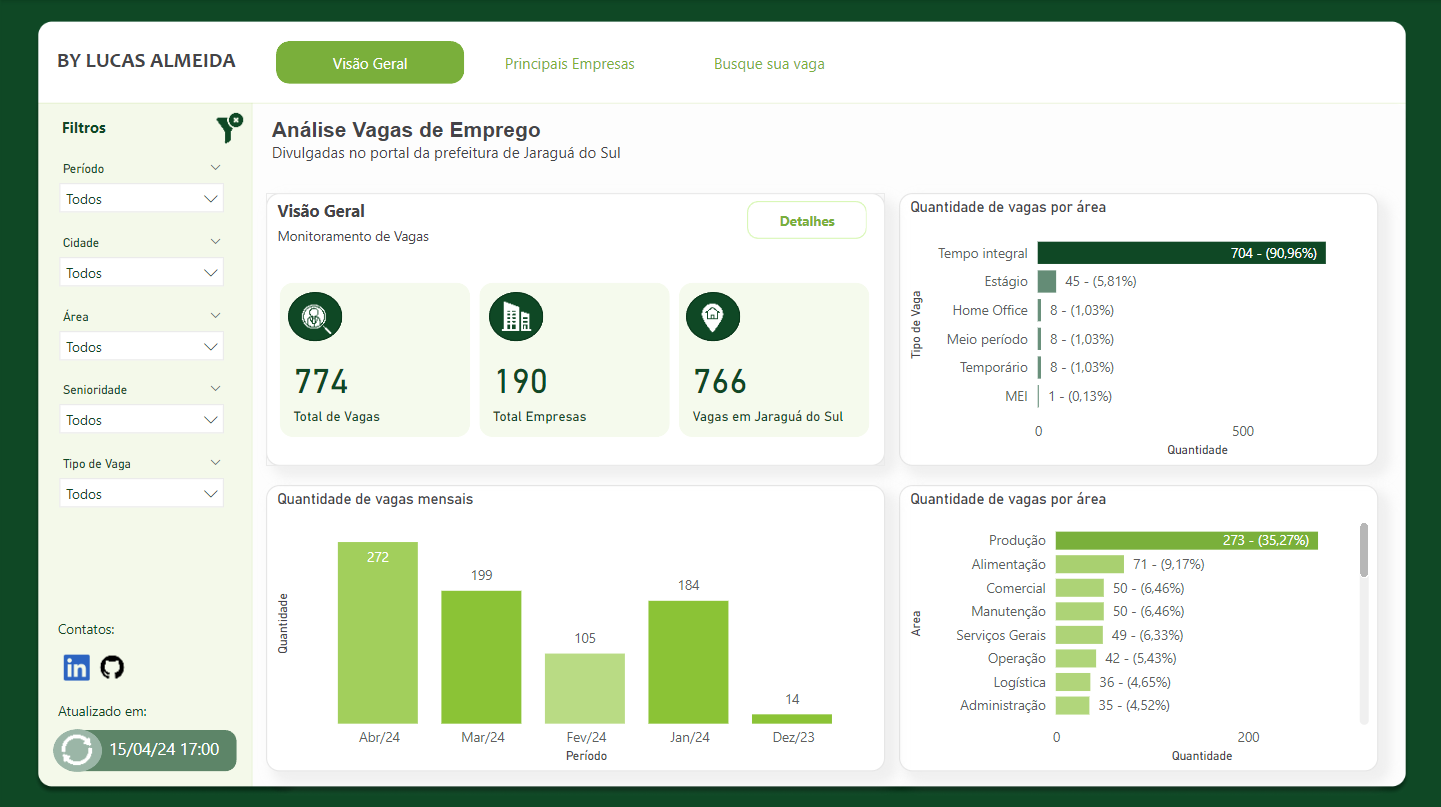 BY LUCAS ALMEIDA
Visão Geral
Principais Empresas
Busque sua vaga
Filtros
Período
Todos
Cidade
Todos
Área
Todos
Senioridade
Todos
Tipo de Vaga
Todos
Contatos:
in
Atualizado em:
15/04/24 17:00
Análise Vagas de Emprego
Divulgadas no portal da prefeitura de Jaraguá do Sul
Visão Geral
Monitoramento de Vagas
Detalhes
774
Total de Vagas
190
Total Empresas
766
Vagas em Jaraguá do Sul
Quantidade de vagas por área
Tipo de Vaga
Tempo integral 704 - (90,96%)
Estágio 45 - (5,81%)
Home Office 8 - (1,03%)
Meio período 8 - (1,03%)
Temporário 8 - (1,03%)
MEI 1 - (0,13%)
0 500
Quantidade
Quantidade de vagas mensais
Quantidade
272 199 105 184 14
Abr/24 Mar/24 Fev/24 Jan/24 Dez/23
Período
Quantidade de vagas por área
Area
Produção 273 - (35,27%)
Alimentação 71 - (9,17%)
Comercial 50 - (6,46%)
Manutenção 50 - (6,46%)
Serviços Gerais 49 - (6,33%)
Operação 42 - (5,43%)
Logística 36 - (4,65%)
Administração 35 - (4,52%)
0 200
Quantidade